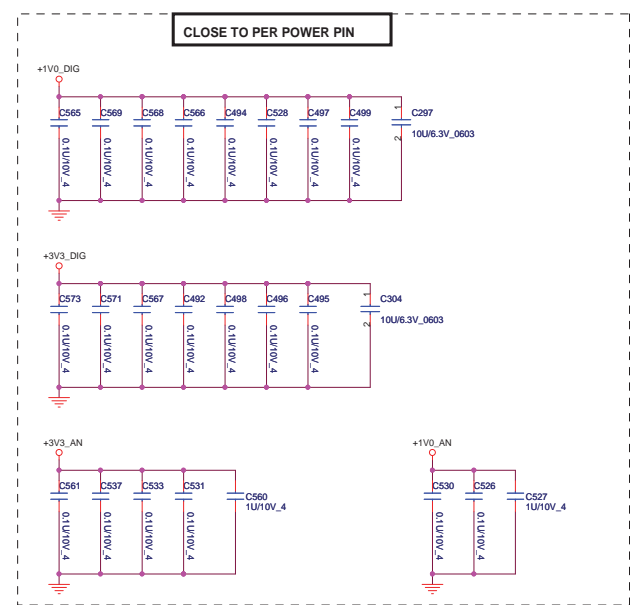 CLOSE TO PER POWER PIN
+1V0_DIG
C565 C569 C568 C566 C494 C528 C497 C499 1 C297
10U/6.3V_0603
2
0.1U/10V_4 0.1U/10V_4 0.1U/10V_4 0.1U/10V_4 0.1U/10V_4 0.1U/10V_4 0.1U/10V_4 0.1U/10V_4
+3V3_DIG
C573 C571 C567 C492 C498 C496 C495 1 C304
10U/6.3V_0603
2
0.1U/10V_4 0.1U/10V_4 0.1U/10V_4 0.1U/10V_4 0.1U/10V_4 0.1U/10V_4 0.1U/10V_4
+3V3_AN
C561 C537 C533 C531 C560
1U/10V_4
0.1U/10V_4 0.1U/10V_4 0.1U/10V_4 0.1U/10V_4
+1V0_AN
C530 C526 C527
1U/10V_4
0.1U/10V_4 0.1U/10V_4